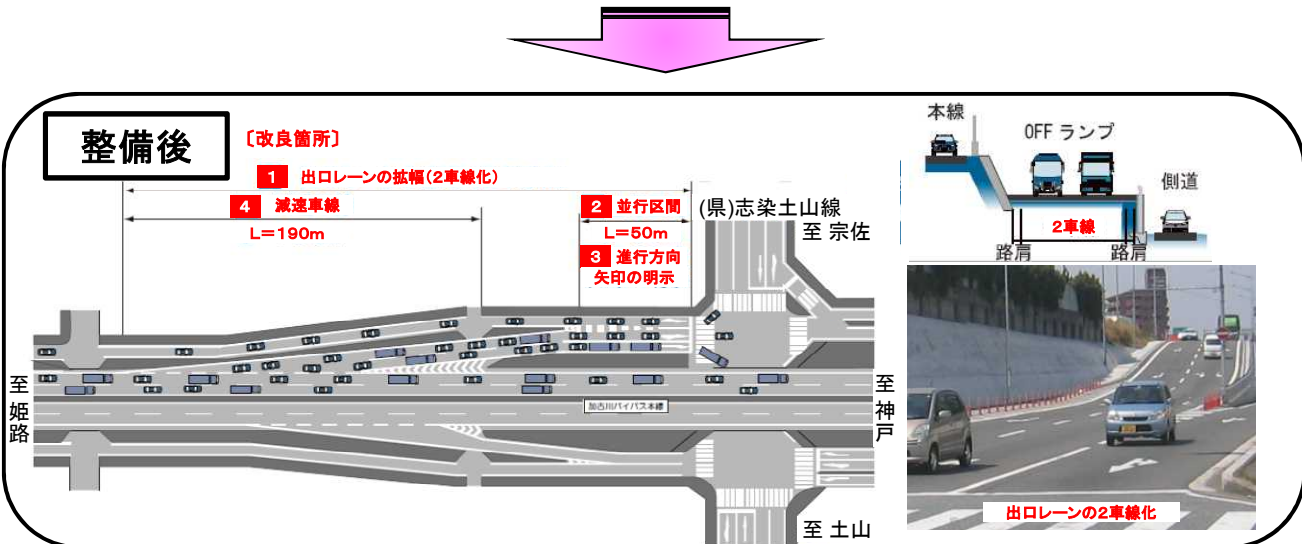 整備後
〔改良箇所〕
1 出口レーンの拡幅(2車線化)
4 減速車線
L=190m
2 並行区間
L=50m
3 進行方向
矢印の明示
(県)志染土山線
至 宗佐
至 姫路
加古川バイパス本線
至 神戸
至 土山
本線
OFF ランプ
側道
2車線
路肩
路肩
出口レーンの2車線化